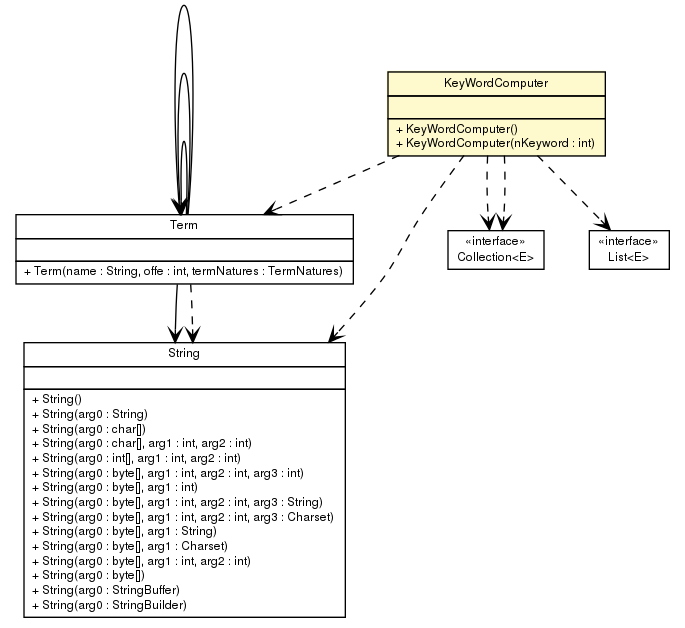 KeyWordComputer
+ KeyWordComputer()
+ KeyWordComputer(nKeyword : int)
Term
+ Term(name : String, offe : int, termNatures : TermNatures)
«interface»
Collection<E>
«interface»
List<E>
String
+ String()
+ String(arg0 : String)
+ String(arg0 : char[])
+ String(arg0 : char[], arg1 : int, arg2 : int)
+ String(arg0 : int[], arg1 : int, arg2 : int)
+ String(arg0 : byte[], arg1 : int, arg2 : int, arg3 : int)
+ String(arg0 : byte[], arg1 : int)
+ String(arg0 : byte[], arg1 : int, arg2 : int, arg3 : String)
+ String(arg0 : byte[], arg1 : int, arg2 : int, arg3 : Charset)
+ String(arg0 : byte[], arg1 : String)
+ String(arg0 : byte[], arg1 : Charset)
+ String(arg0 : byte[], arg1 : int, arg2 : int)
+ String(arg0 : byte[])
+ String(arg0 : StringBuffer)
+ String(arg0 : StringBuilder)